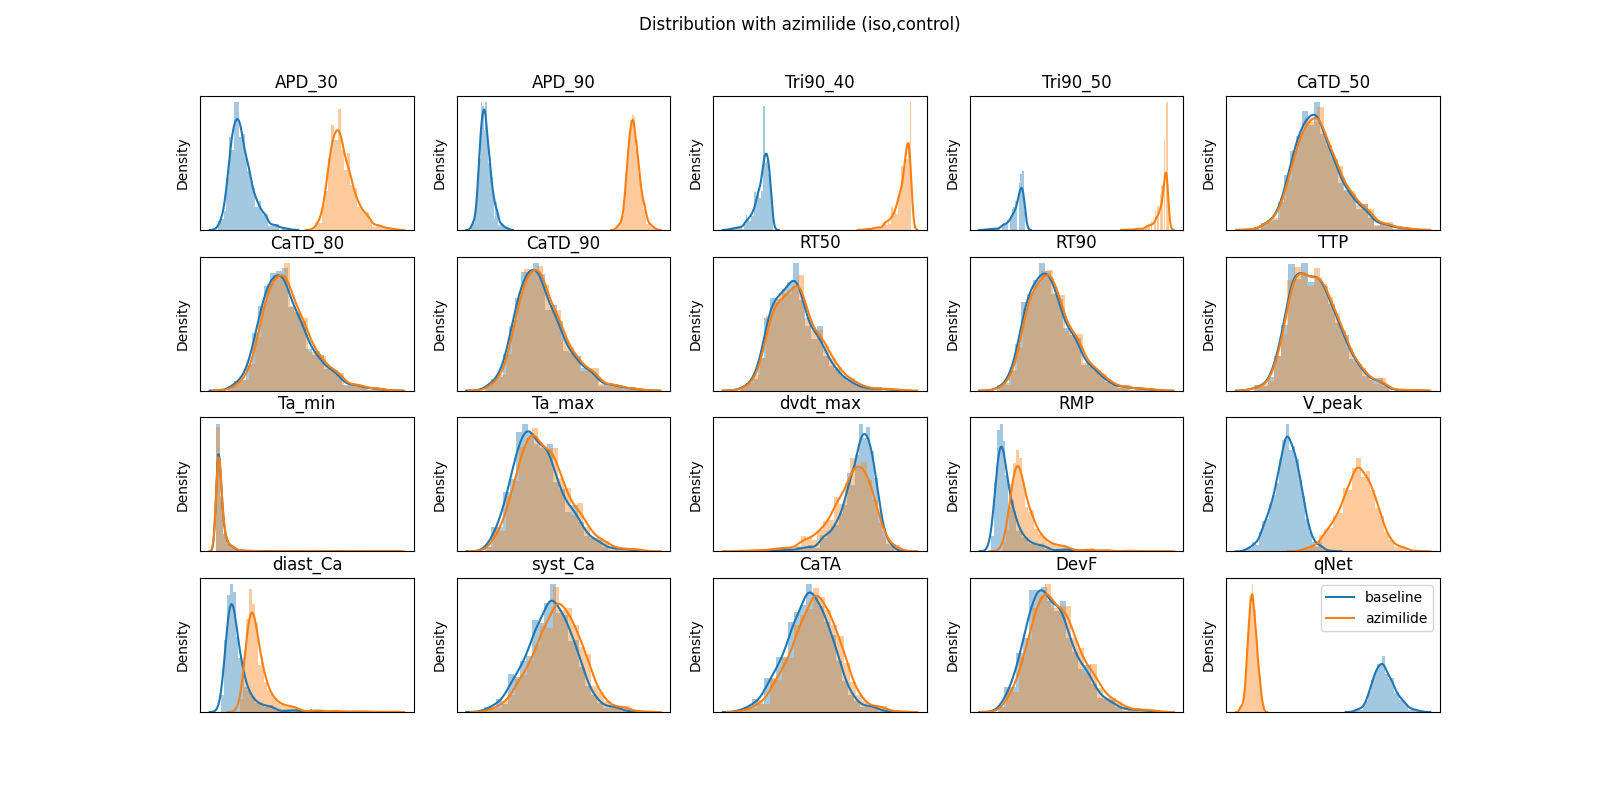 Distribution with azimilide (iso,control)
APD_30
APD_90
Tri90_40
Tri90_50
CaTD_50
Density
Density
Density
Density
Density
CaTD_80
CaTD_90
RT50
RT90
TTP
Density
Density
Density
Density
Density
Ta_min
Ta_max
dvdt_max
RMP
V_peak
Density
Density
Density
Density
Density
diast_Ca
syst_Ca
CaTA
DevF
qNet
Density
Density
Density
Density
Density
baseline
azimilide